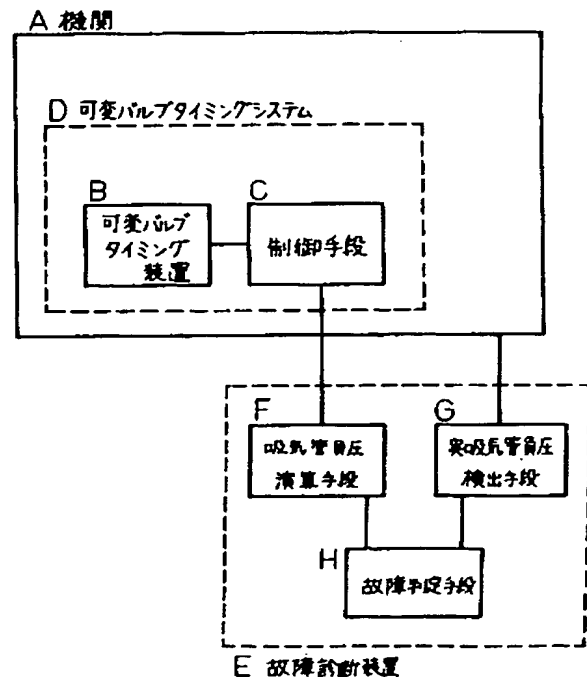 A 機関
D 可変バルブタイミングシステム
B
可変バルブ
タイミング
装置
C
制御手段
F
吸気管負圧
演算手段
G
実吸気管負圧
検出手段
H
故障判定手段
E 故障診断装置